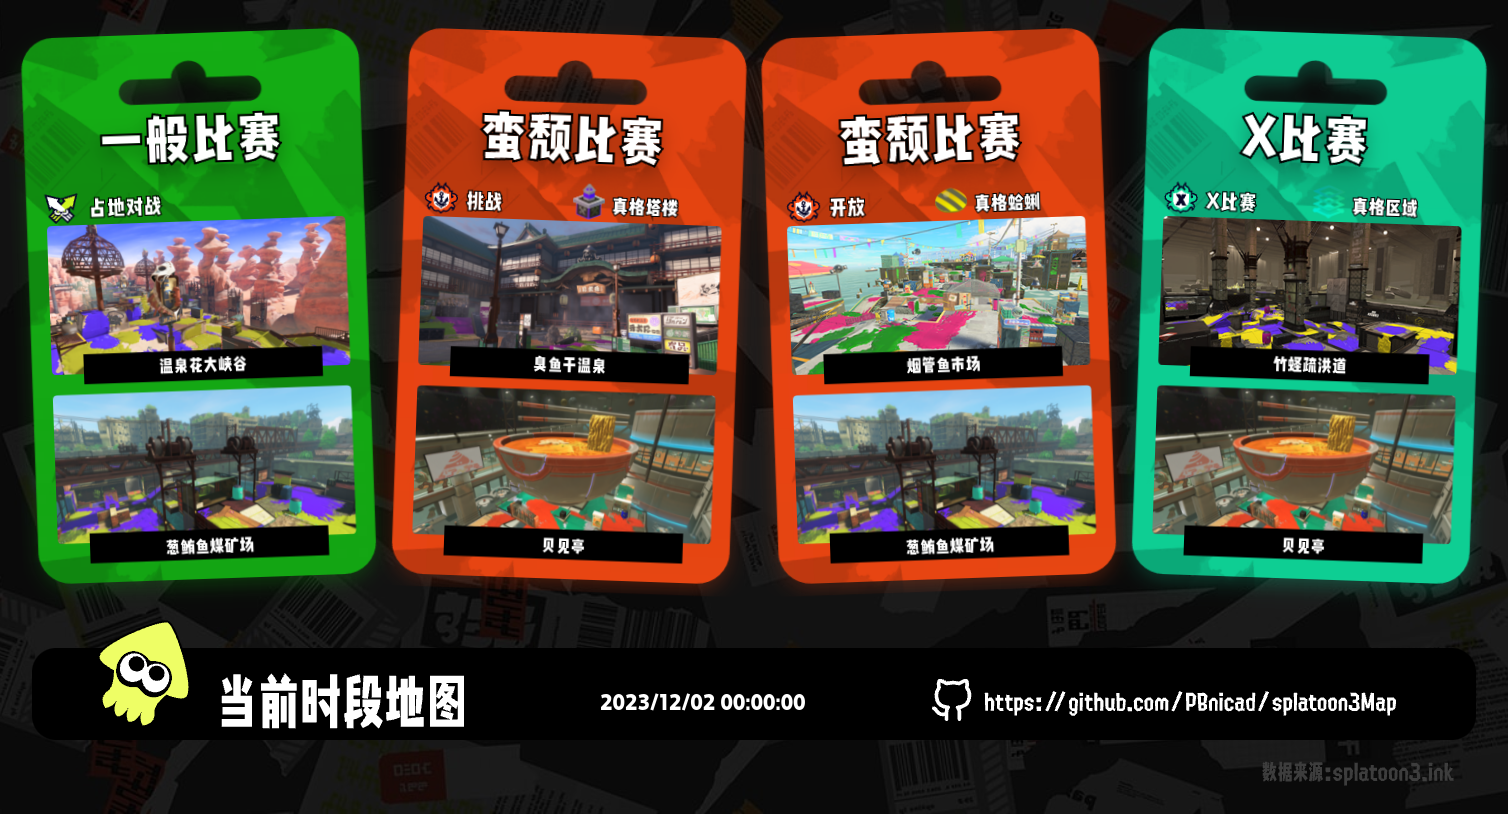 一般比赛
占地对战
温泉花大峡谷
葱鲔鱼煤矿场
蛮颓比赛
挑战
真格塔楼
臭鱼干温泉
贝见亭
蛮颓比赛
开放
真格蛤蜊
烟管鱼市场
葱鲔鱼煤矿场
X比赛
X比赛
真格区域
竹蛏疏洪道
贝见亭
当前时段地图
2023/12/02 00:00:00
https://github.com/PBnicad/splatoon3Map
数据来源:splatoon3.ink